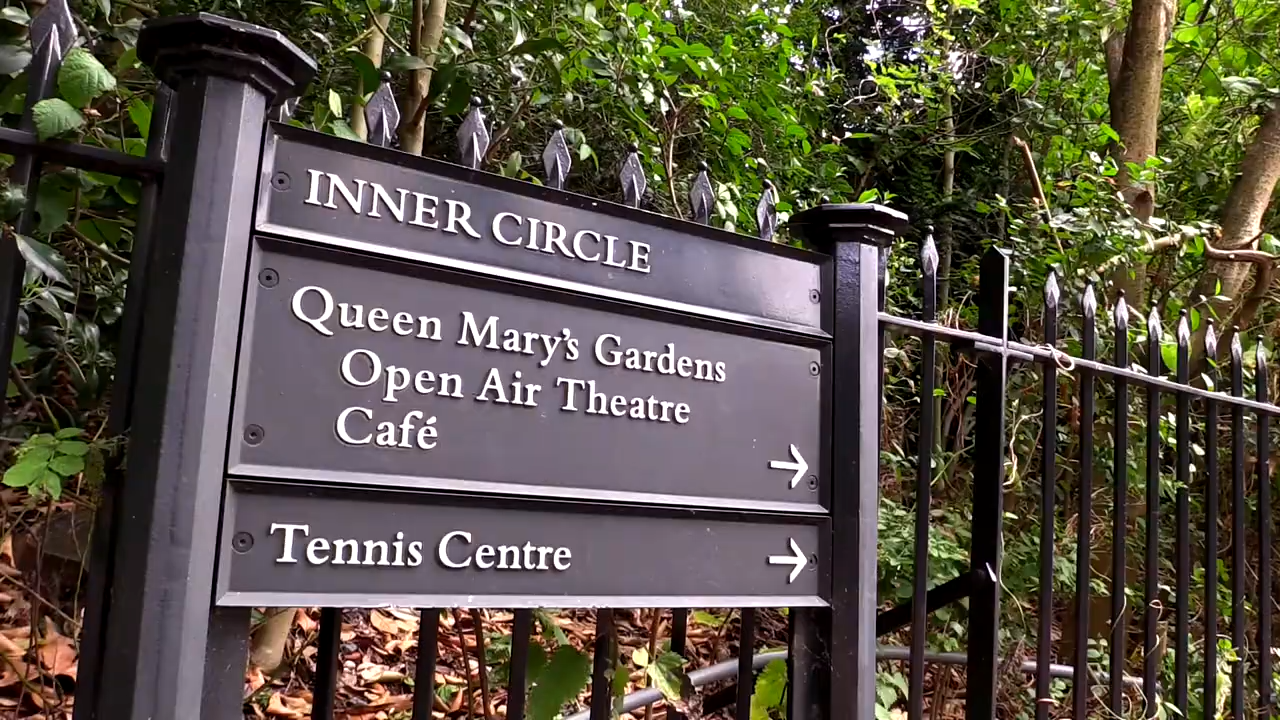 INNER CIRCLE
Queen Mary's Gardens
Open Air Theatre
Café
→
Tennis Centre
→